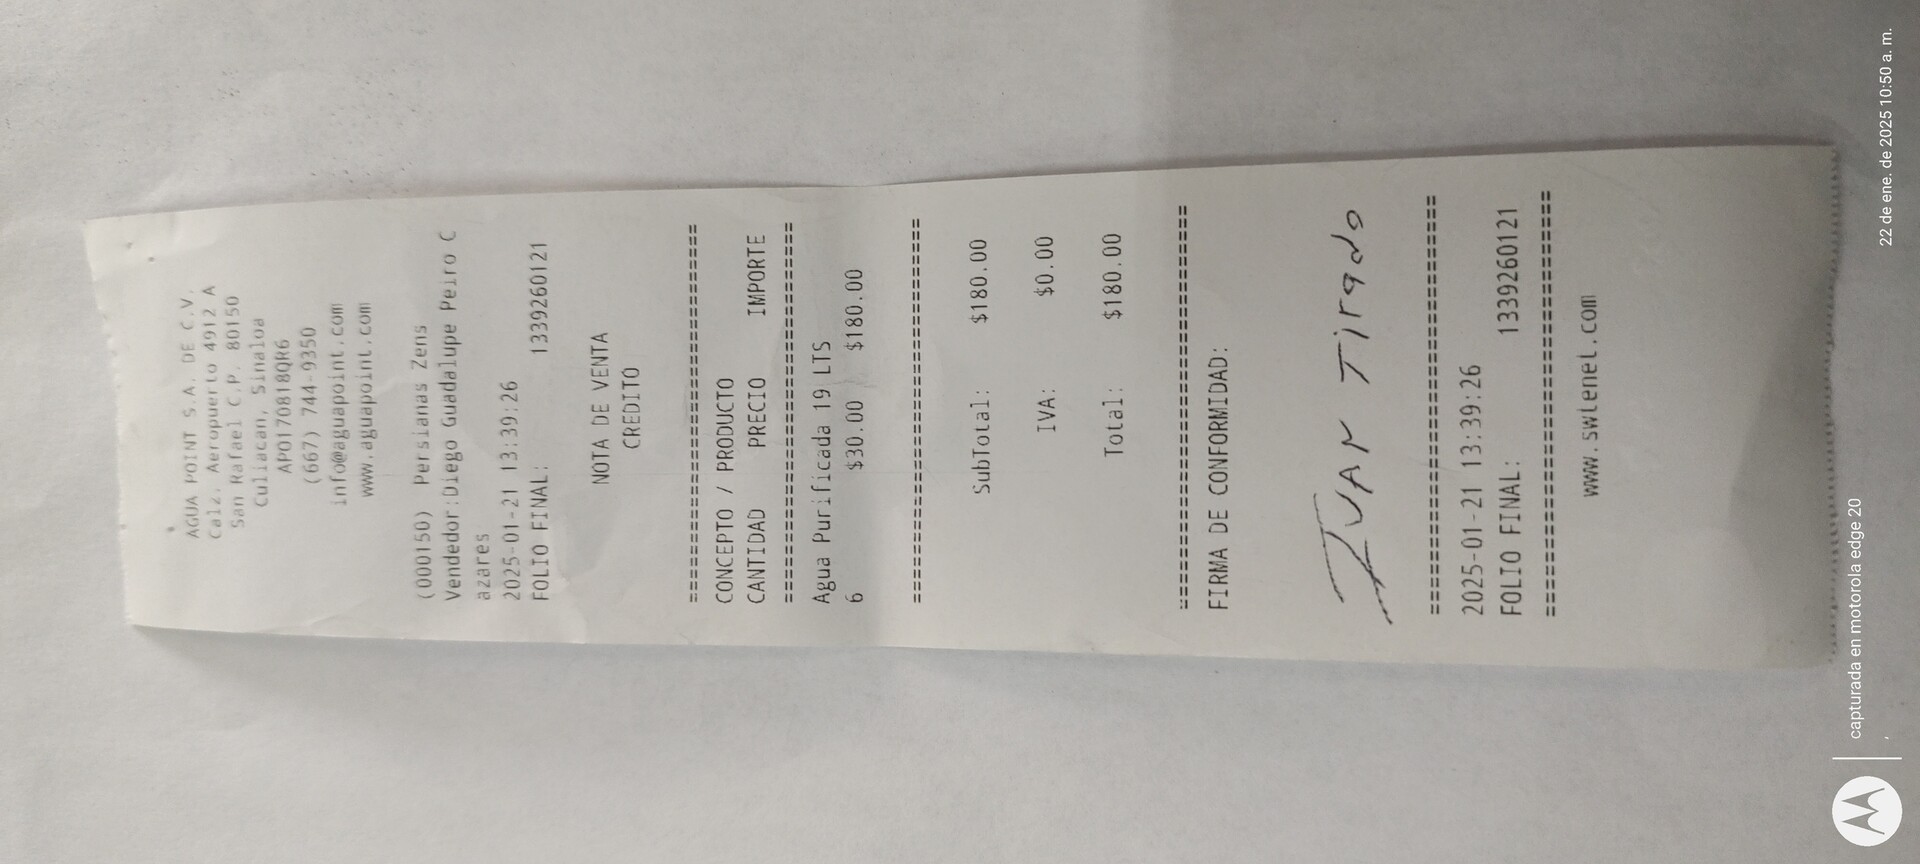 AGUA POINT S.A. DE C.V.
Calz. Aeropuerto 4912 A
San Rafael C.P. 80150
Culiacan, Sinaloa
APO170818QR6
(667) 744-9350
info@aguapoint.com
www.aguapoint.com
(000150) Persianas Zens
Vendedor:Diego Guadalupe Peiro C
azares
2025-01-21 13:39:26
FOLIO FINAL: 1339260121
NOTA DE VENTA
CREDITO
================================
CONCEPTO / PRODUCTO
CANTIDAD PRECIO IMPORTE
================================
Agua Purificada 19 LTS
6 $30.00 $180.00
================================
SubTotal: $180.00
IVA: $0.00
Total: $180.00
================================
FIRMA DE CONFORMIDAD:
IVAN Tirado
================================
2025-01-21 13:39:26
FOLIO FINAL: 1339260121
================================
www.swtenet.com
capturada en motorola edge 20
22 de ene. de 2025 10:50 a. m.